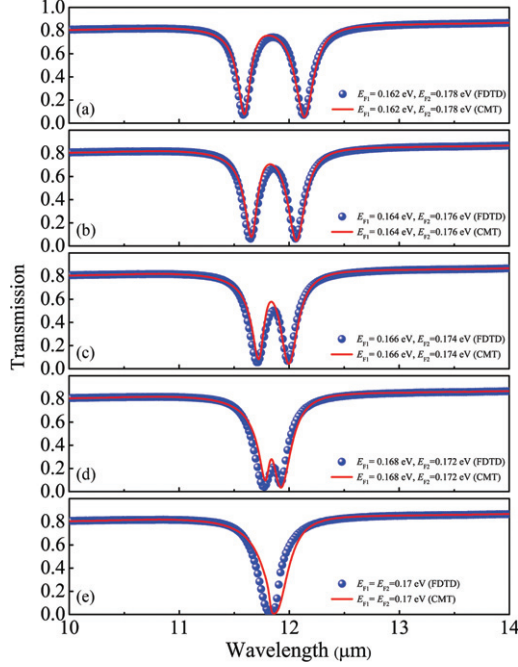 1.0
0.8
0.6
0.4
0.2
0.0
(a)
E_F1= 0.162 eV, E_F2=0.178 eV (FDTD)
E_F1= 0.162 eV, E_F2=0.178 eV (CMT)
0.8
0.6
0.4
0.2
0.0
(b)
E_F1= 0.164 eV, E_F2=0.176 eV (FDTD)
E_F1= 0.164 eV, E_F2=0.176 eV (CMT)
Transmission
0.8
0.6
0.4
0.2
0.0
(c)
E_F1= 0.166 eV, E_F2=0.174 eV (FDTD)
E_F1= 0.166 eV, E_F2=0.174 eV (CMT)
0.8
0.6
0.4
0.2
0.0
(d)
E_F1= 0.168 eV, E_F2=0.172 eV (FDTD)
E_F1= 0.168 eV, E_F2=0.172 eV (CMT)
0.8
0.6
0.4
0.2
0.0
(e)
E_F1= E_F2=0.17 eV (FDTD)
E_F1= E_F2=0.17 eV (CMT)
10 11 12 13 14
Wavelength (μm)